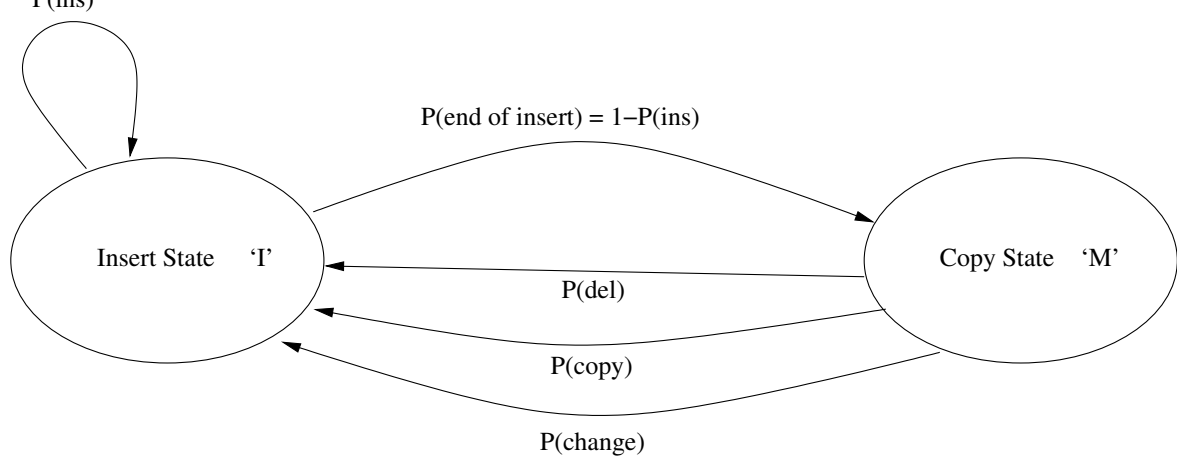 P(ins)
P(end of insert) = 1−P(ins)
Insert State ‘I’
Copy State ‘M’
P(del)
P(copy)
P(change)